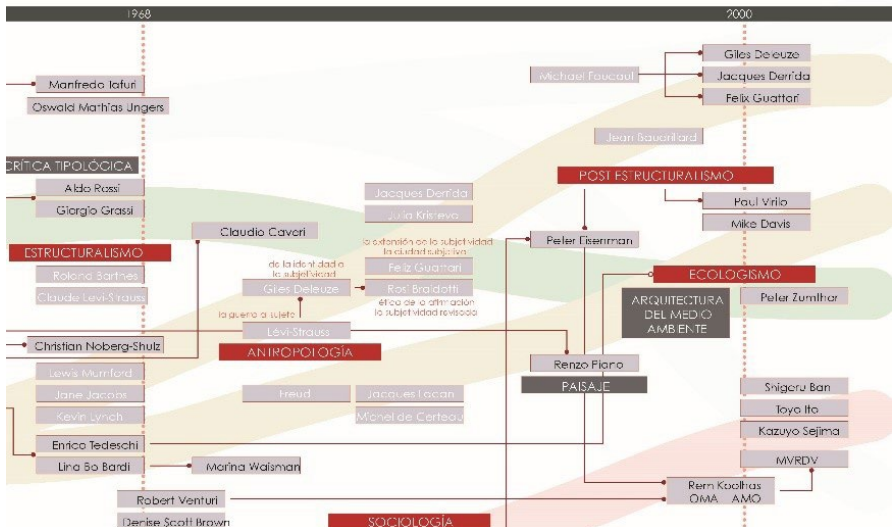 1968
2000
Manfredo Tafuri
Oswald Mathias Ungers
CRÍTICA TIPOLÓGICA
Aldo Rossi
Giorgio Grassi
ESTRUCTURALISMO
Roland Barthes
Claude Levi-Strauss
Christian Noberg-Shulz
Lewis Mumford
Jane Jacobs
Kevin Lynch
Enrico Tedeschi
Lina Bo Bardi
Marina Waisman
Robert Venturi
Denise Scott Brown
Claudio Caveri
de la identidad a
la subjetividad
Giles Deleuze
la guerra a sujeto
Lévi-Strauss
ANTROPOLOGÍA
Freud
Jacques Derrida
Julia Kristeva
la extensión de la subjetividad
la ciudad subjetiva
Feliz Guattari
Rosi Braidotti
ética de la afirmación
la subjetividad revisada
Jacques Lacan
Michel de Certeau
SOCIOLOGÍA
Michael Foucaul
Giles Deleuze
Jacques Derrida
Felix Guattari
Jean Baudrillard
POST ESTRUCTURALISMO
Paul Virilo
Mike Davis
Peter Eisenman
ECOLOGISMO
ARQUITECTURA
DEL MEDIO
AMBIENTE
Peter Zumthar
Renzo Piano
PAISAJE
Shigeru Ban
Toyo Ito
Kazuyo Sejima
MVRDV
Rem Koolhas
OMA AMO